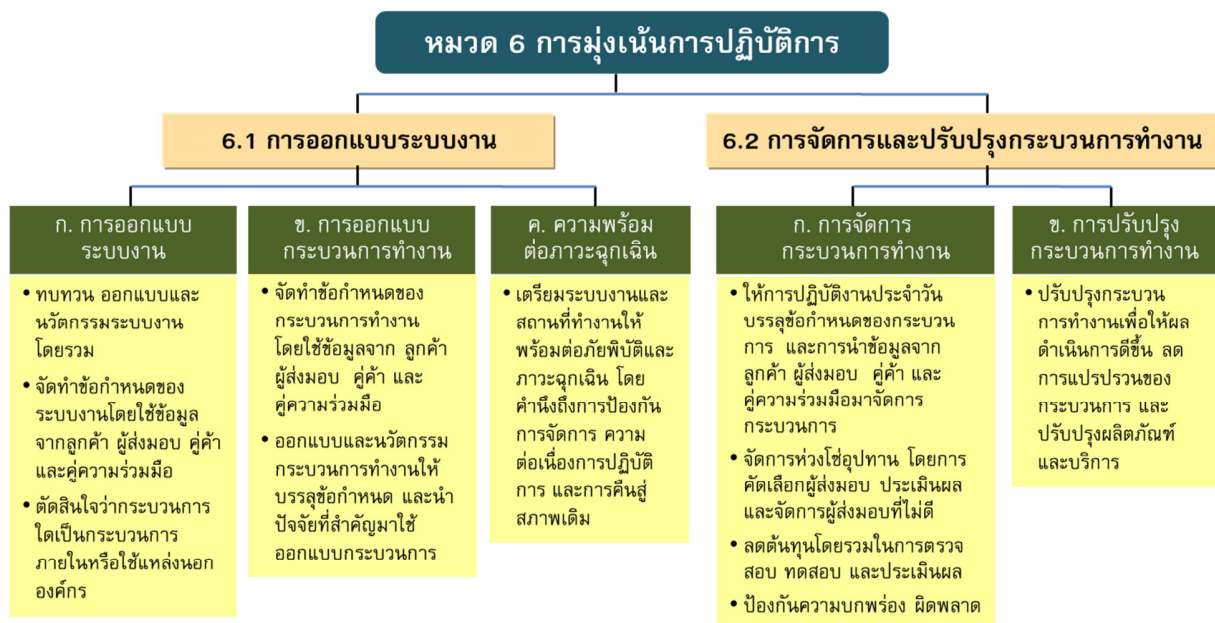 หมวด 6 การมุ่งเน้นการปฏิบัติการ
6.1 การออกแบบระบบงาน
6.2 การจัดการและปรับปรุงกระบวนการทำงาน
ก. การออกแบบ
ระบบงาน
• ทบทวน ออกแบบและ
นวัตกรรมระบบงาน
โดยรวม
• จัดทำข้อกำหนดของ
ระบบงานโดยใช้ข้อมูล
จากลูกค้า ผู้ส่งมอบ คู่ค้า
และคู่ความร่วมมือ
• ตัดสินใจว่ากระบวนการ
ใดเป็นกระบวนการ
ภายในหรือใช้แหล่งนอก
องค์กร
ข. การออกแบบ
กระบวนการทำงาน
• จัดทำข้อกำหนดของ
กระบวนการทำงาน
โดยใช้ข้อมูลจาก ลูกค้า
ผู้ส่งมอบ คู่ค้า และ
คู่ความร่วมมือ
• ออกแบบและนวัตกรรม
กระบวนการทำงานให้
บรรลุข้อกำหนด และนำ
ปัจจัยที่สำคัญมาใช้
ออกแบบกระบวนการ
ค. ความพร้อม
ต่อภาวะฉุกเฉิน
• เตรียมระบบงานและ
สถานที่ทำงานให้
พร้อมต่อภัยพิบัติและ
ภาวะฉุกเฉิน โดย
คำนึงถึงการป้องกัน
การจัดการ ความ
ต่อเนื่องการปฏิบัติ
การ และการคืนสู่
สภาพเดิม
ก. การจัดการ
กระบวนการทำงาน
• ให้การปฏิบัติงานประจำวัน
บรรลุข้อกำหนดของกระบวน
การ และการนำข้อมูลจาก
ลูกค้า ผู้ส่งมอบ คู่ค้า และ
คู่ความร่วมมือมาจัดการ
กระบวนการ
• จัดการห่วงโซ่อุปทาน โดยการ
คัดเลือกผู้ส่งมอบ ประเมินผล
และจัดการผู้ส่งมอบที่ไม่ดี
• ลดต้นทุนโดยรวมในการตรวจ
สอบ ทดสอบ และประเมินผล
• ป้องกันความบกพร่อง ผิดพลาด
ข. การปรับปรุง
กระบวนการทำงาน
• ปรับปรุงกระบวน
การทำงานเพื่อให้ผล
ดำเนินการดีขึ้น ลด
การแปรปรวนของ
กระบวนการ และ
ปรับปรุงผลิตภัณฑ์
และบริการ